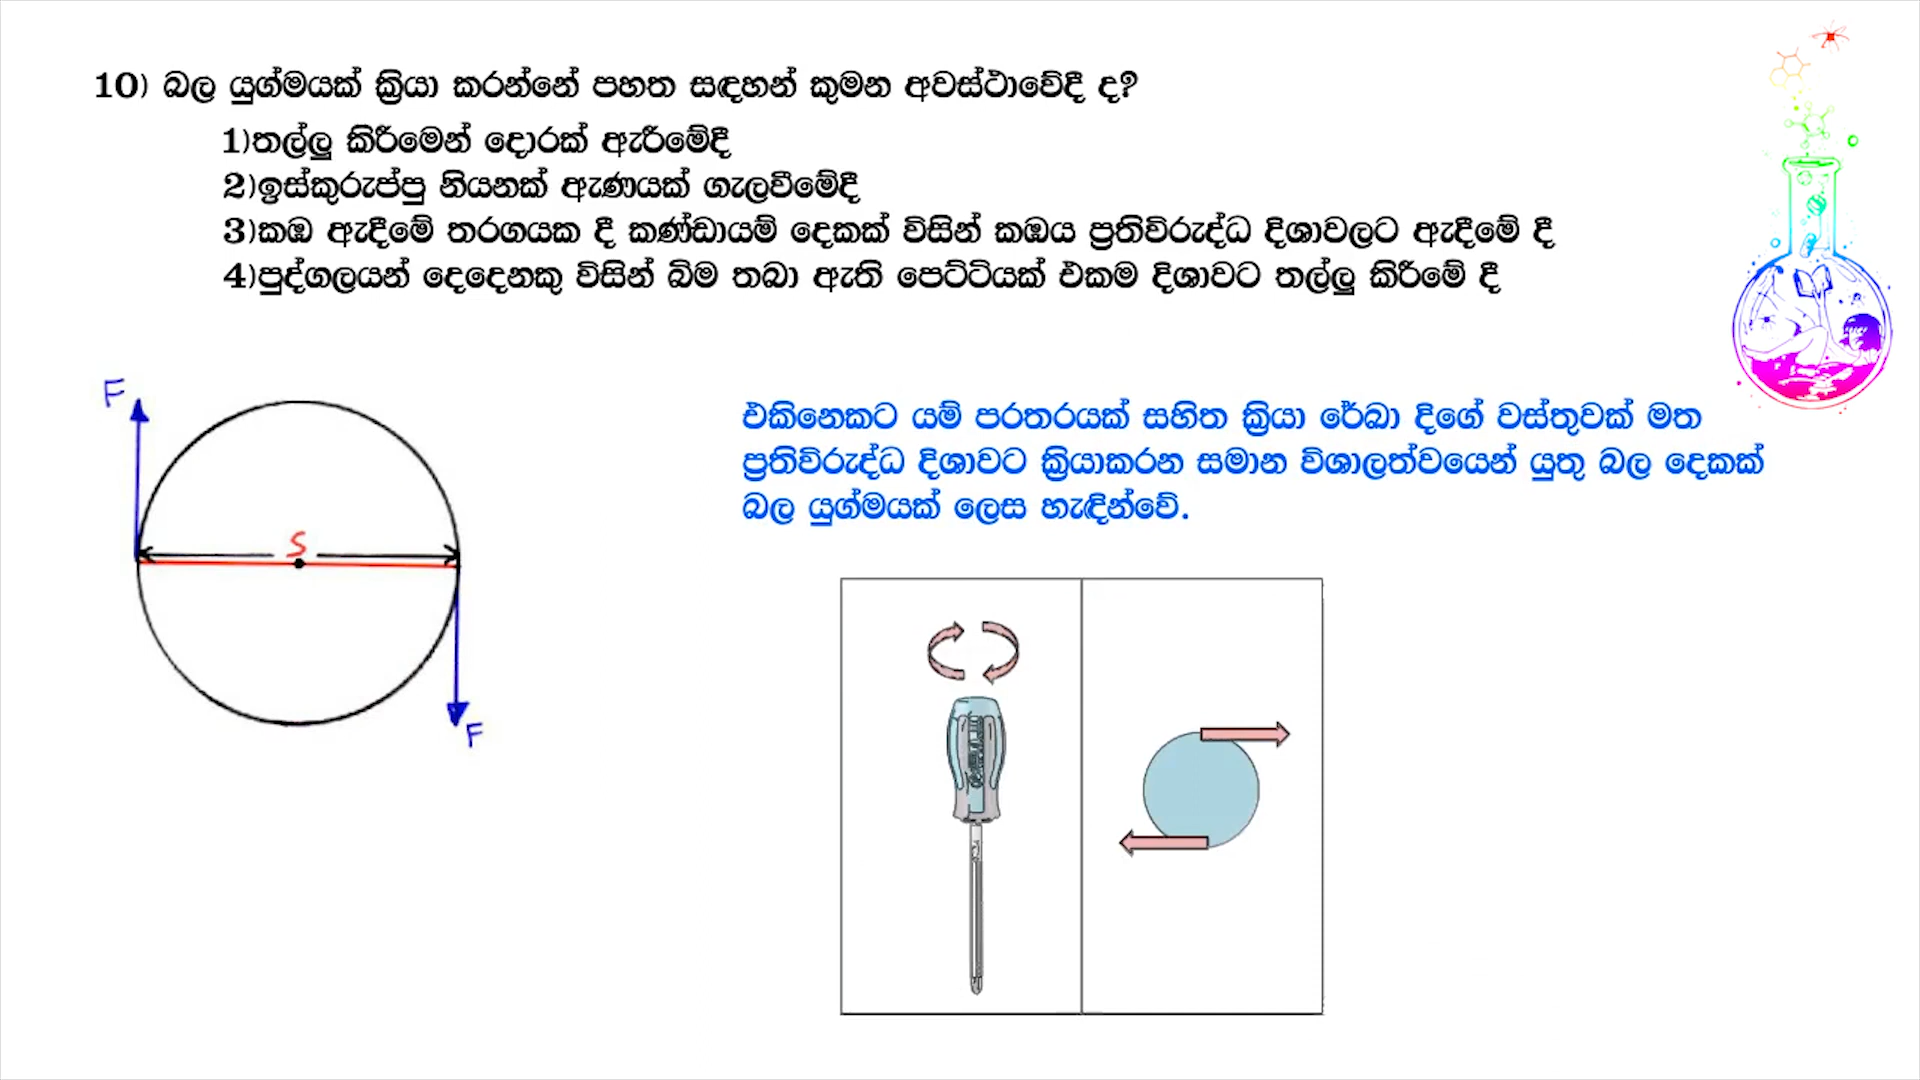 10) බල යුග්මයක් ක්‍රියා කරන්නේ පහත සඳහන් කුමන අවස්ථාවේදී ද?
1)තල්ලු කිරීමෙන් දොරක් ඇරීමේදී
2)ඉස්කුරුප්පු නියනක් ඇණයක් ගැලවීමේදී
3)කඹ ඇදීමේ තරගයක දී කණ්ඩායම් දෙකක් විසින් කඹය ප්‍රතිවිරුද්ධ දිශාවලට ඇදීමේ දී
4)පුද්ගලයන් දෙදෙනකු විසින් බිම තබා ඇති පෙට්ටියක් එකම දිශාවට තල්ලු කිරීමේ දී
එකිනෙකට යම් පරතරයක් සහිත ක්‍රියා රේඛා දිගේ වස්තුවක් මත
ප්‍රතිවිරුද්ධ දිශාවට ක්‍රියාකරන සමාන විශාලත්වයෙන් යුතු බල දෙකක්
බල යුග්මයක් ලෙස හැඳින්වේ.
F
S
F